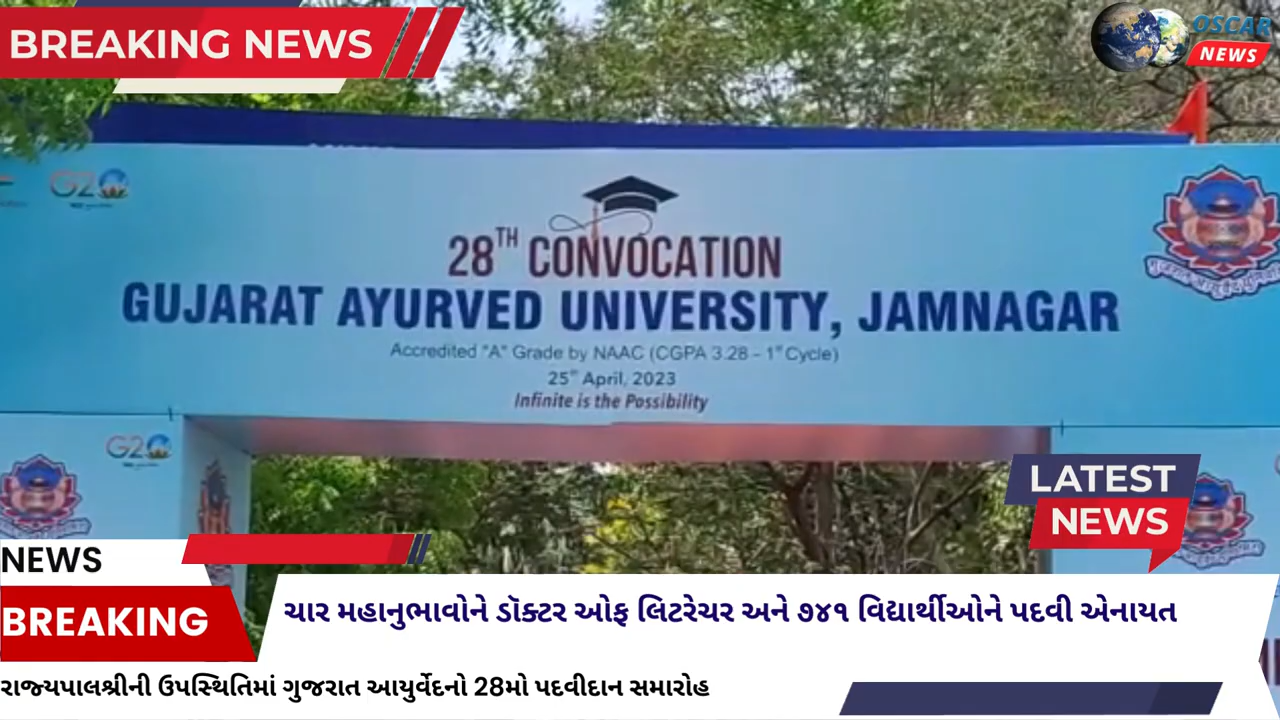 BREAKING NEWS
OSCAR
NEWS
G20
28TH CONVOCATION
GUJARAT AYURVED UNIVERSITY, JAMNAGAR
Accredited "A" Grade by NAAC (CGPA 3.28 - 1st Cycle)
25th April, 2023
Infinite is the Possibility
G20
LATEST
NEWS
NEWS
BREAKING
ચાર મહાનુભાવોને ડૉક્ટર ઓફ લિટરેચર અને ૭૪૧ વિદ્યાર્થીઓને પદવી એનાયત
રાજ્યપાલશ્રીની ઉપસ્થિતિમાં ગુજરાત આયુર્વેદનો 28મો પદવીદાન સમારોહ